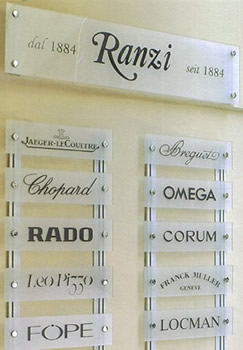 dal 1884 Ranzi seit 1884
JAEGER-LECOULTRE
Chopard
RADO
Leo Pizzo
FOPE
Breguet
OMEGA
CORUM
FRANCK MULLER
GENEVE
LOCMAN